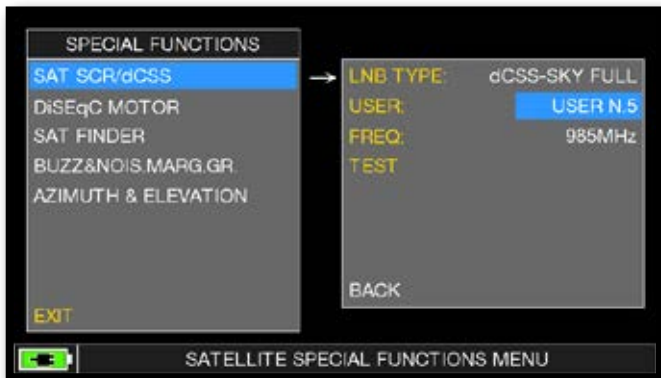 SPECIAL FUNCTIONS
SAT SCR/dCSS
DiSEqC MOTOR
SAT FINDER
BUZZ&NOIS.MARG.GR.
AZIMUTH & ELEVATION
EXIT
LNB TYPE: dCSS-SKY FULL
USER: USER N.5
FREQ: 985MHz
TEST
BACK
SATELLITE SPECIAL FUNCTIONS MENU